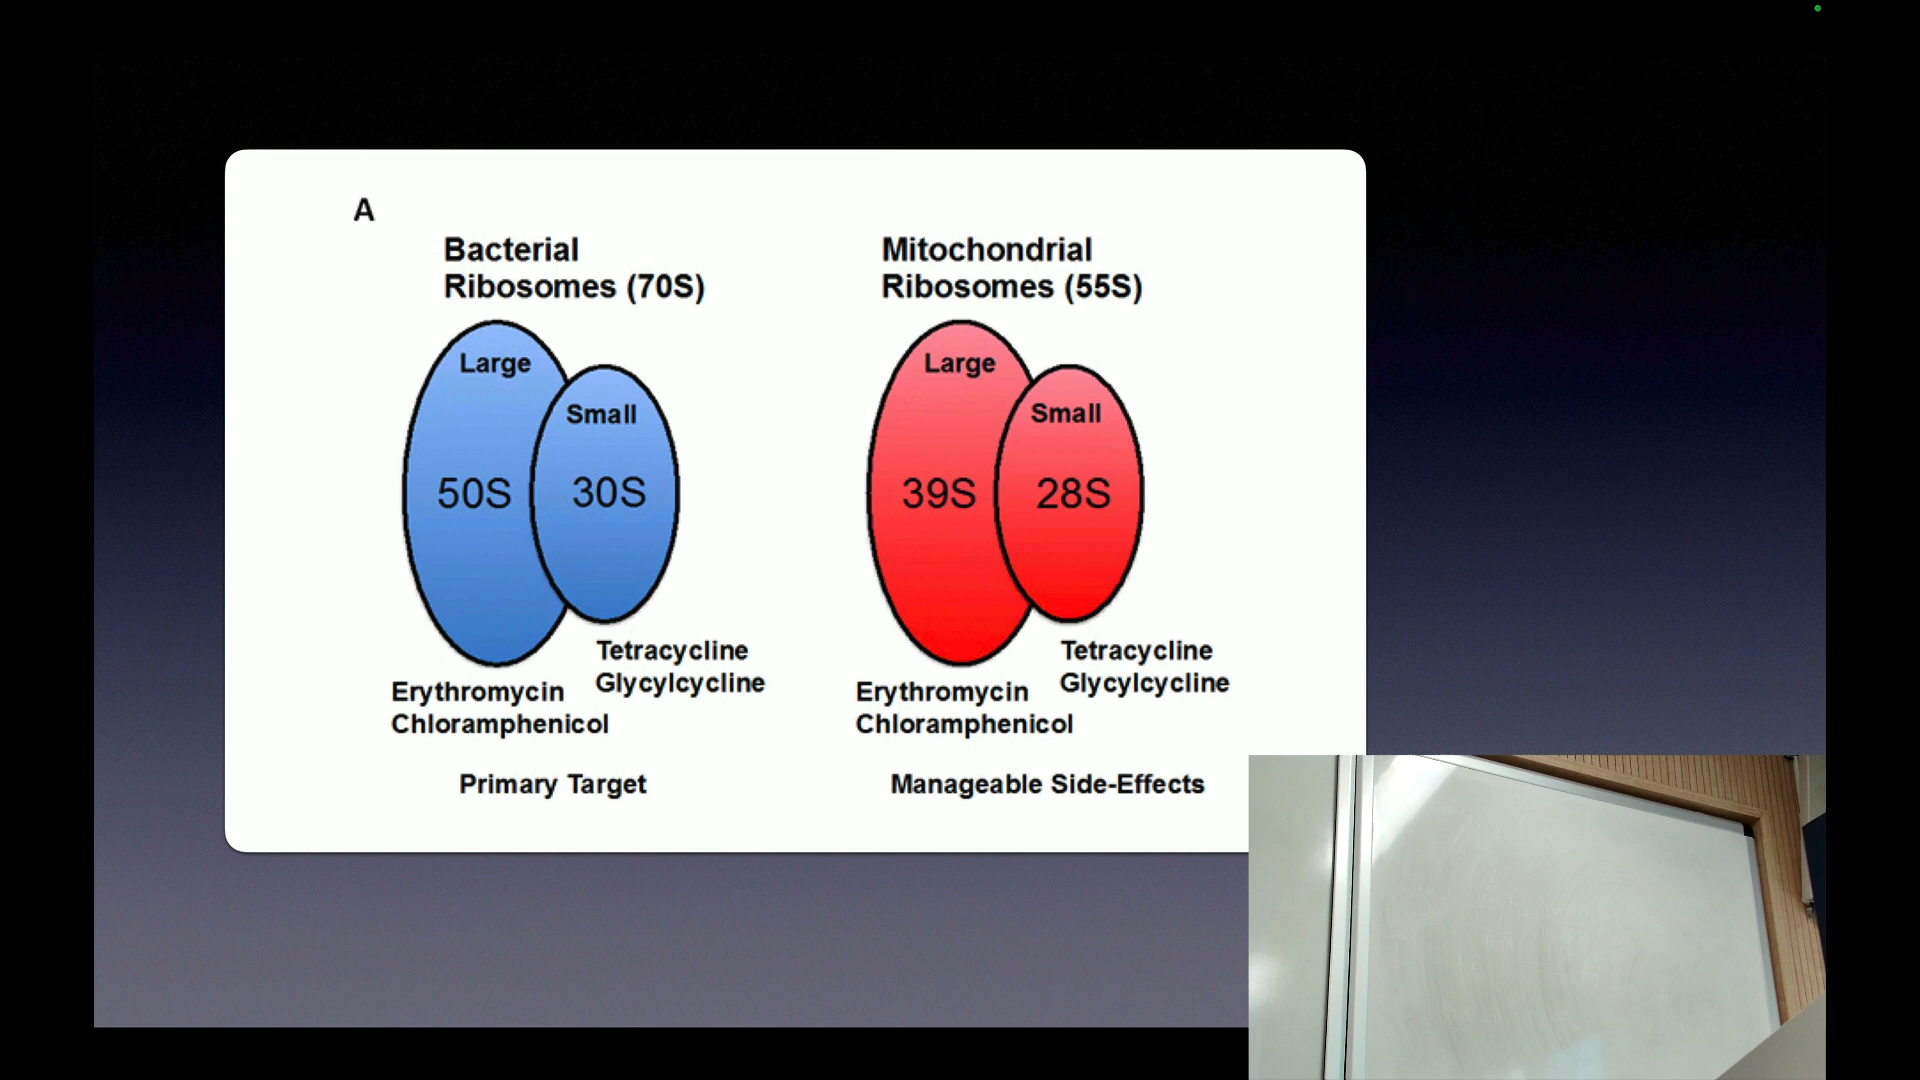 A
Bacterial
Ribosomes (70S)
Large
Small
50S
30S
Tetracycline
Glycylcycline
Erythromycin
Chloramphenicol
Primary Target
Mitochondrial
Ribosomes (55S)
Large
Small
39S
28S
Tetracycline
Glycylcycline
Erythromycin
Chloramphenicol
Manageable Side-Effects